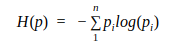 H(p) = − ∑₁ⁿ pᵢlog(pᵢ)